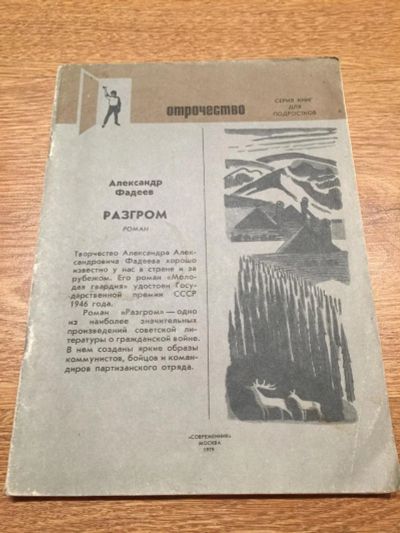 отрочество
СЕРИЯ КНИГ
ДЛЯ
ПОДРОСТКОВ
Александр
Фадеев
РАЗГРОМ
РОМАН
Творчество Александра Алек-
сандровича Фадеева хорошо
известно у нас в стране и за
рубежом. Его роман «Моло-
дая гвардия» удостоен Госу-
дарственной премии СССР
1946 года.
Роман «Разгром» — одно
из наиболее значительных
произведений советской ли-
тературы о гражданской войне.
В нем созданы яркие образы
коммунистов, бойцов и коман-
диров партизанского отряда.
«СОВРЕМЕННИК»
МОСКВА
1979